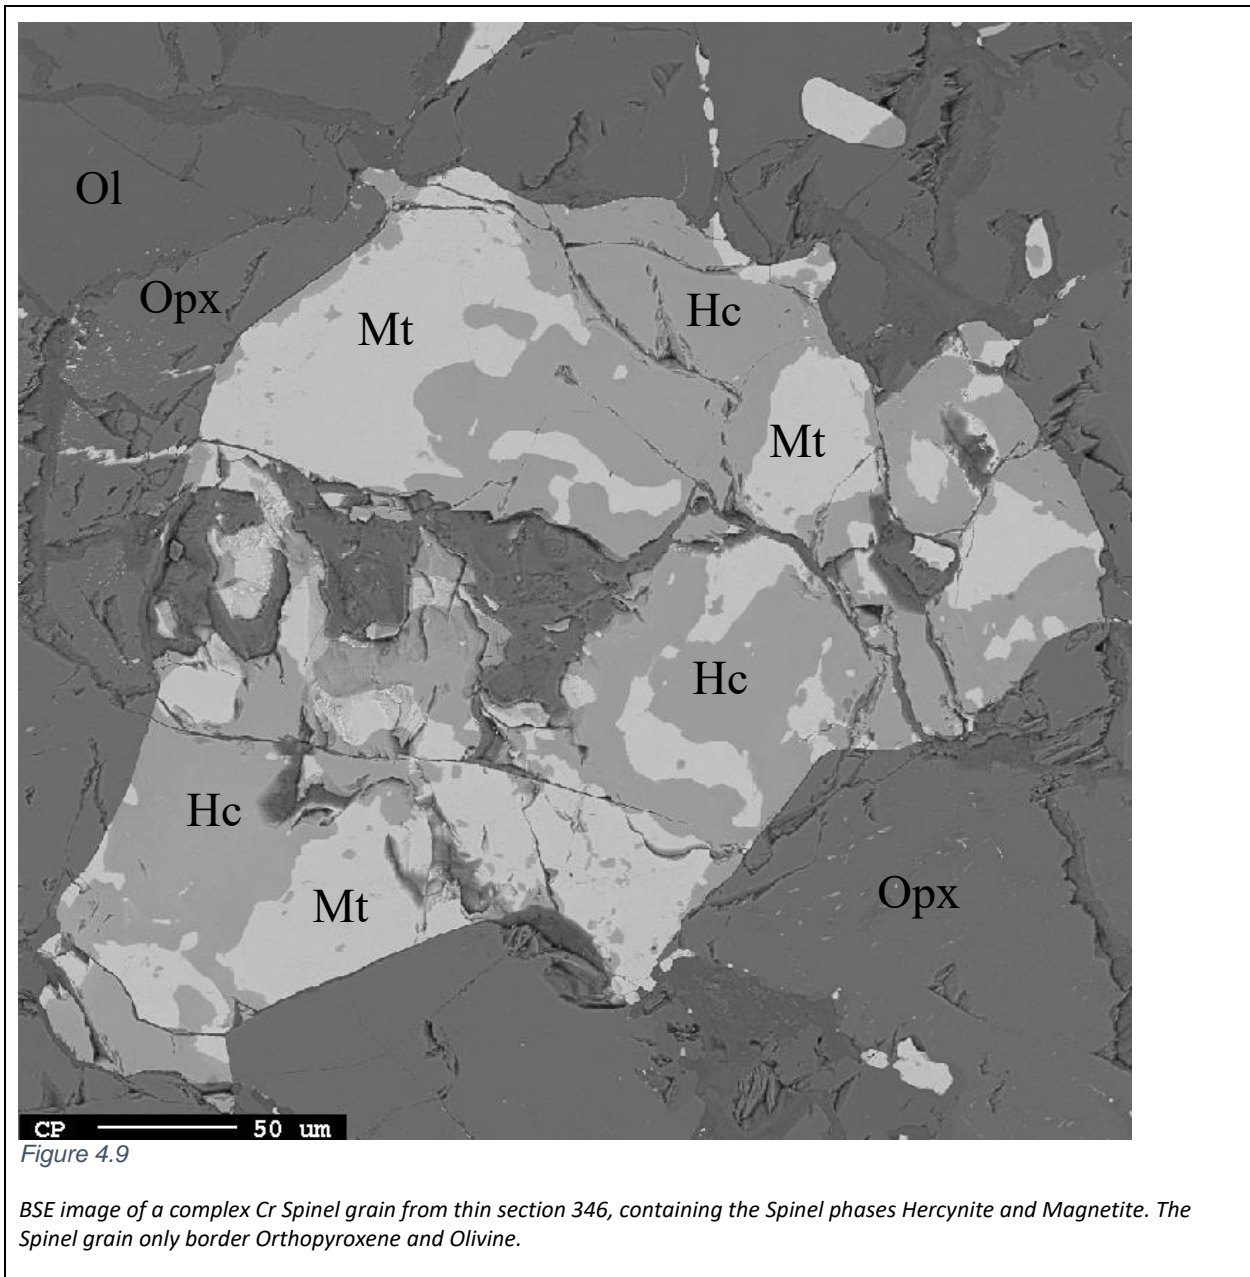 Ol
Opx
Mt
Hc
Mt
Hc
Hc
Mt
Opx
CP 50 um
Figure 4.9
BSE image of a complex Cr Spinel grain from thin section 346, containing the Spinel phases Hercynite and Magnetite. The
Spinel grain only border Orthopyroxene and Olivine.